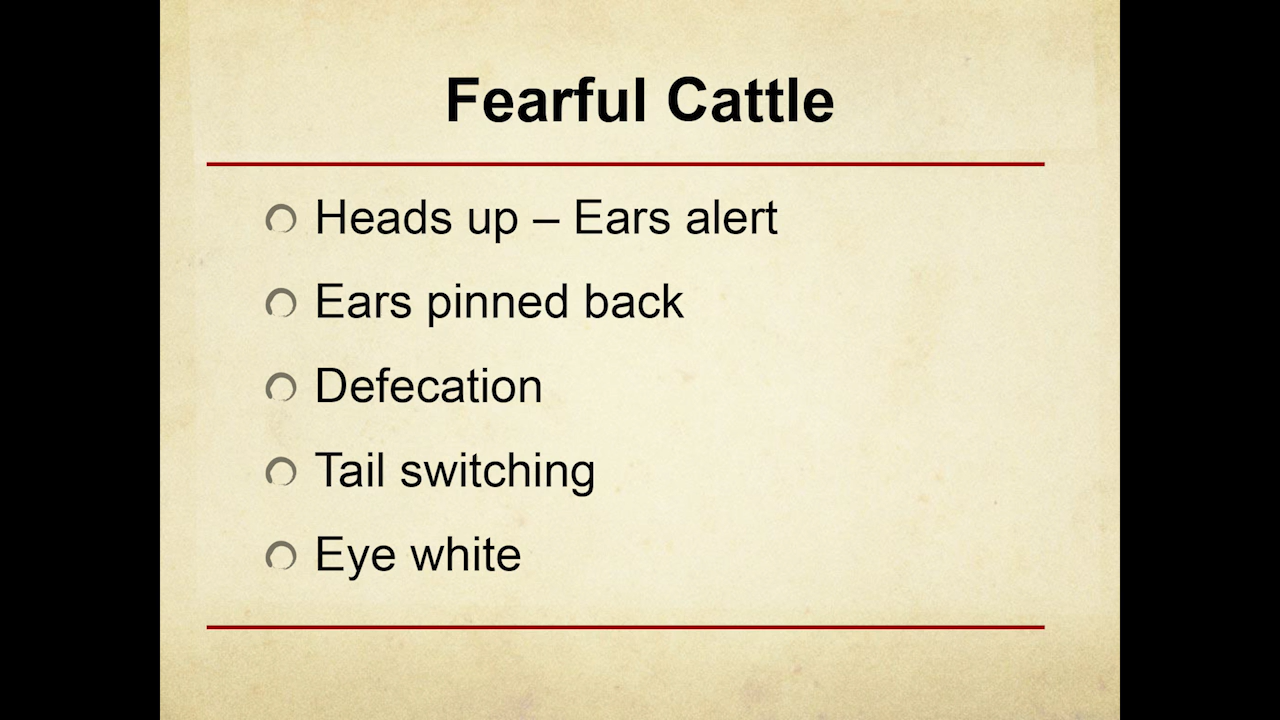 Fearful Cattle
Heads up – Ears alert
Ears pinned back
Defecation
Tail switching
Eye white